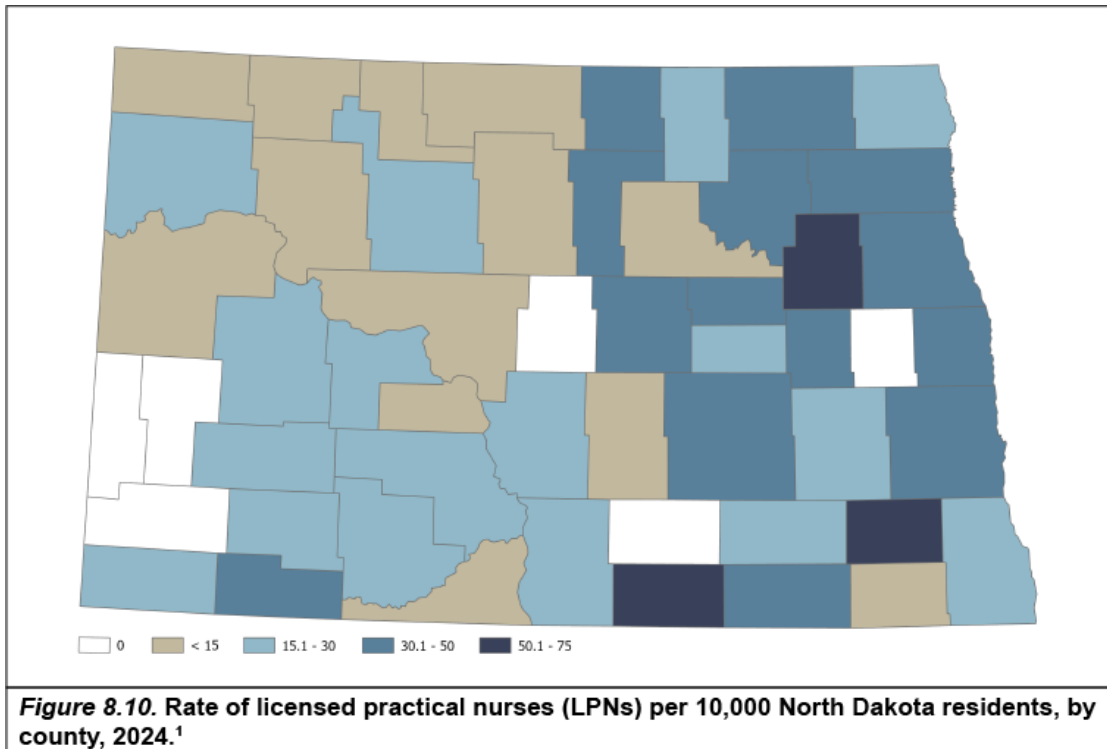 0 < 15 15.1 - 30 30.1 - 50 50.1 - 75
Figure 8.10. Rate of licensed practical nurses (LPNs) per 10,000 North Dakota residents, by
county, 2024.¹